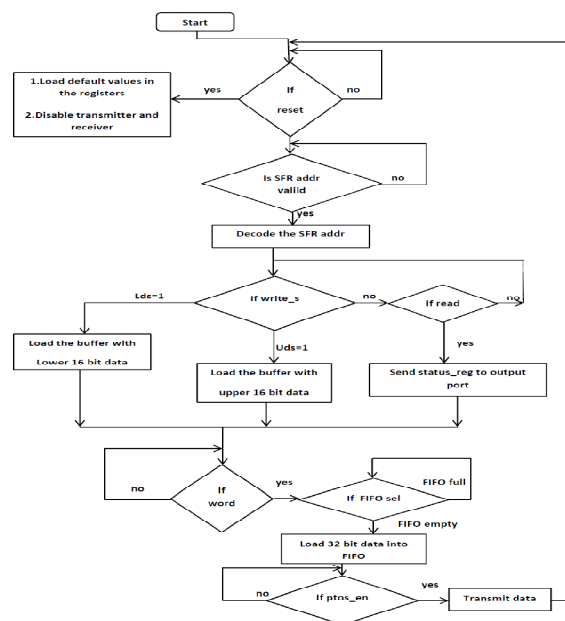 Start
If
reset
yes
no
1.Load default values in
the registers
2.Disable transmitter and
receiver
Is SFR addr
valiid
no
yes
Decode the SFR addr
If write_s
Lds=1
no
If read
no
Uds=1
yes
Load the buffer with
Lower 16 bit data
Load the buffer with
upper 16 bit data
Send status_reg to output
port
If
word
no
yes
If FIFO sel
FIFO full
FIFO empty
Load 32 bit data into
FIFO
If ptos_en
no
yes
Transmit data